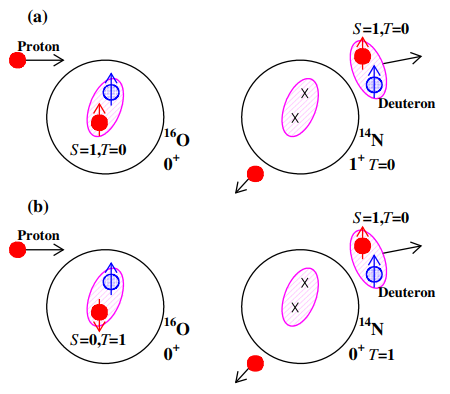 (a)
Proton
S=1,T=0
¹⁶O
0⁺
S=1,T=0
Deuteron
X
X
¹⁴N
1⁺ T=0
(b)
Proton
S=0,T=1
¹⁶O
0⁺
S=1,T=0
Deuteron
X
X
¹⁴N
0⁺ T=1